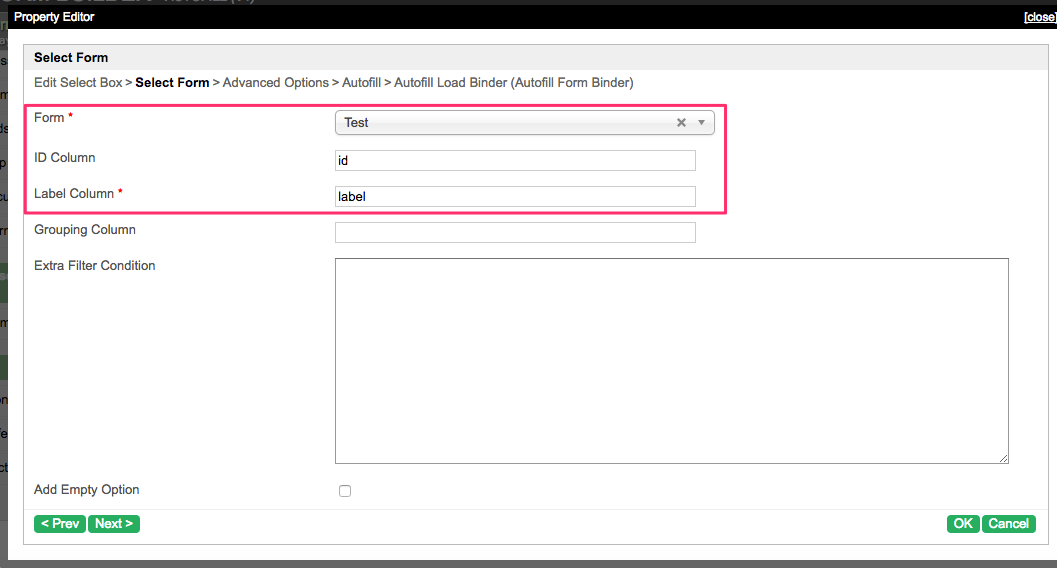 Property Editor
[close]
Select Form
Edit Select Box > Select Form > Advanced Options > Autofill > Autofill Load Binder (Autofill Form Binder)
Form *
Test
ID Column
id
Label Column *
label
Grouping Column
Extra Filter Condition
Add Empty Option
< Prev
Next >
OK
Cancel